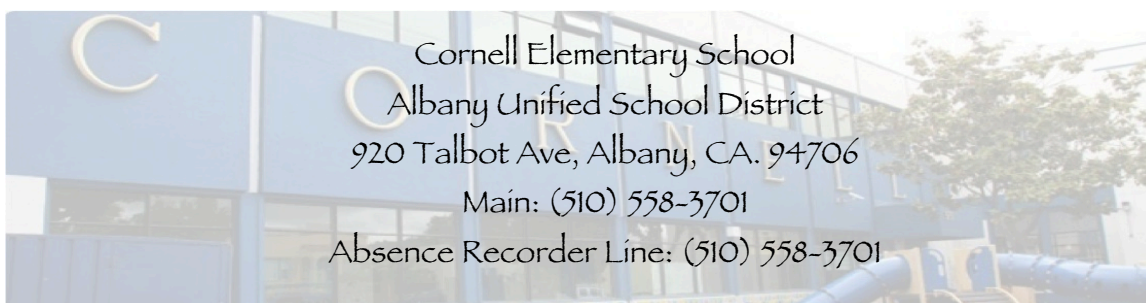 CORNELL
Cornell Elementary School
Albany Unified School District
920 Talbot Ave, Albany, CA. 94706
Main: (510) 558-3701
Absence Recorder Line: (510) 558-3701